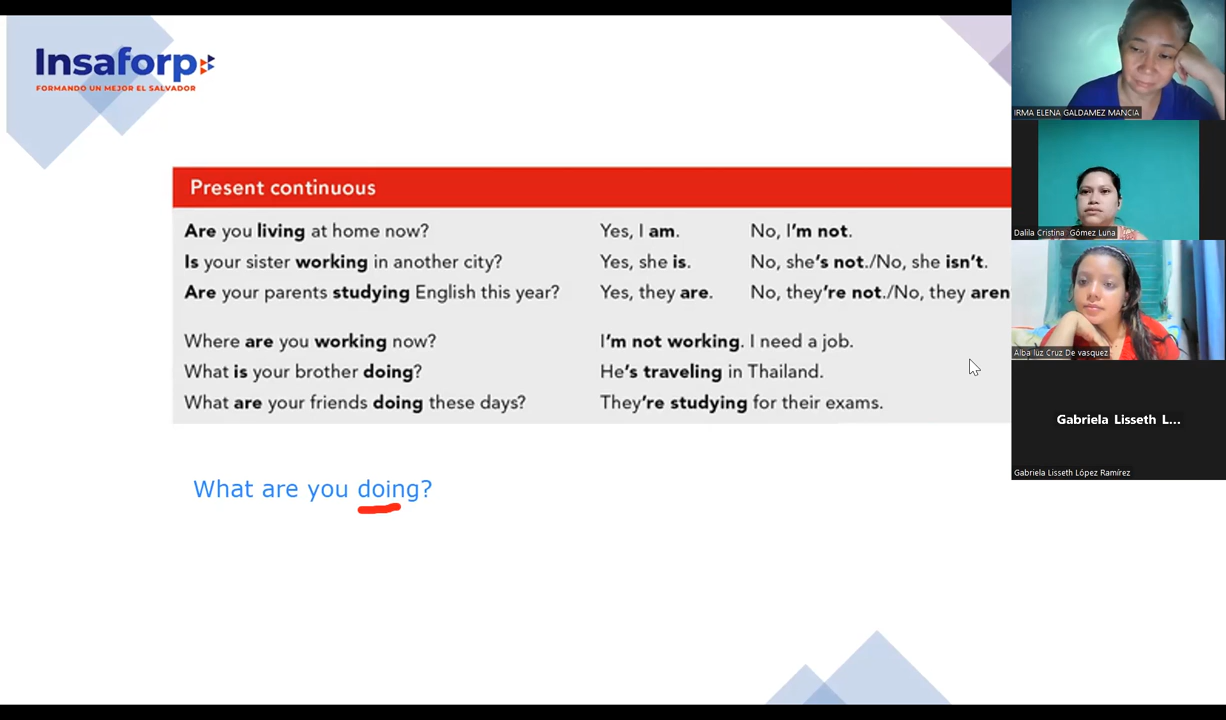 Insaforp
FORMANDO UN MEJOR EL SALVADOR
Present continuous
Are you living at home now? Yes, I am. No, I'm not.
Is your sister working in another city? Yes, she is. No, she's not./No, she isn't.
Are your parents studying English this year? Yes, they are. No, they're not./No, they aren
Where are you working now? I'm not working. I need a job.
What is your brother doing? He's traveling in Thailand.
What are your friends doing these days? They're studying for their exams.
What are you doing?
IRMA ELENA GALDAMEZ MANCIA
Dalila Cristina Gómez Luna
Alba luz Cruz De vasquez
Gabriela Lisseth L...
Gabriela Lisseth López Ramírez